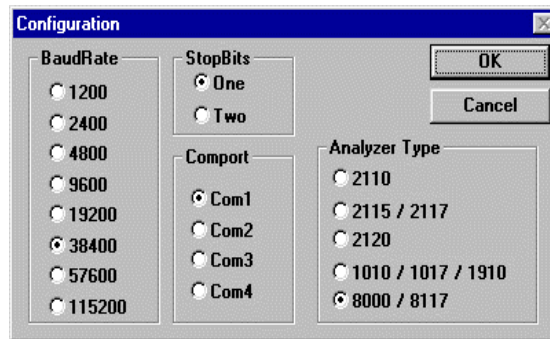 Configuration
BaudRate
1200
2400
4800
9600
19200
38400
57600
115200
StopBits
One
Two
Comport
Com1
Com2
Com3
Com4
OK
Cancel
Analyzer Type
2110
2115 / 2117
2120
1010 / 1017 / 1910
8000 / 8117